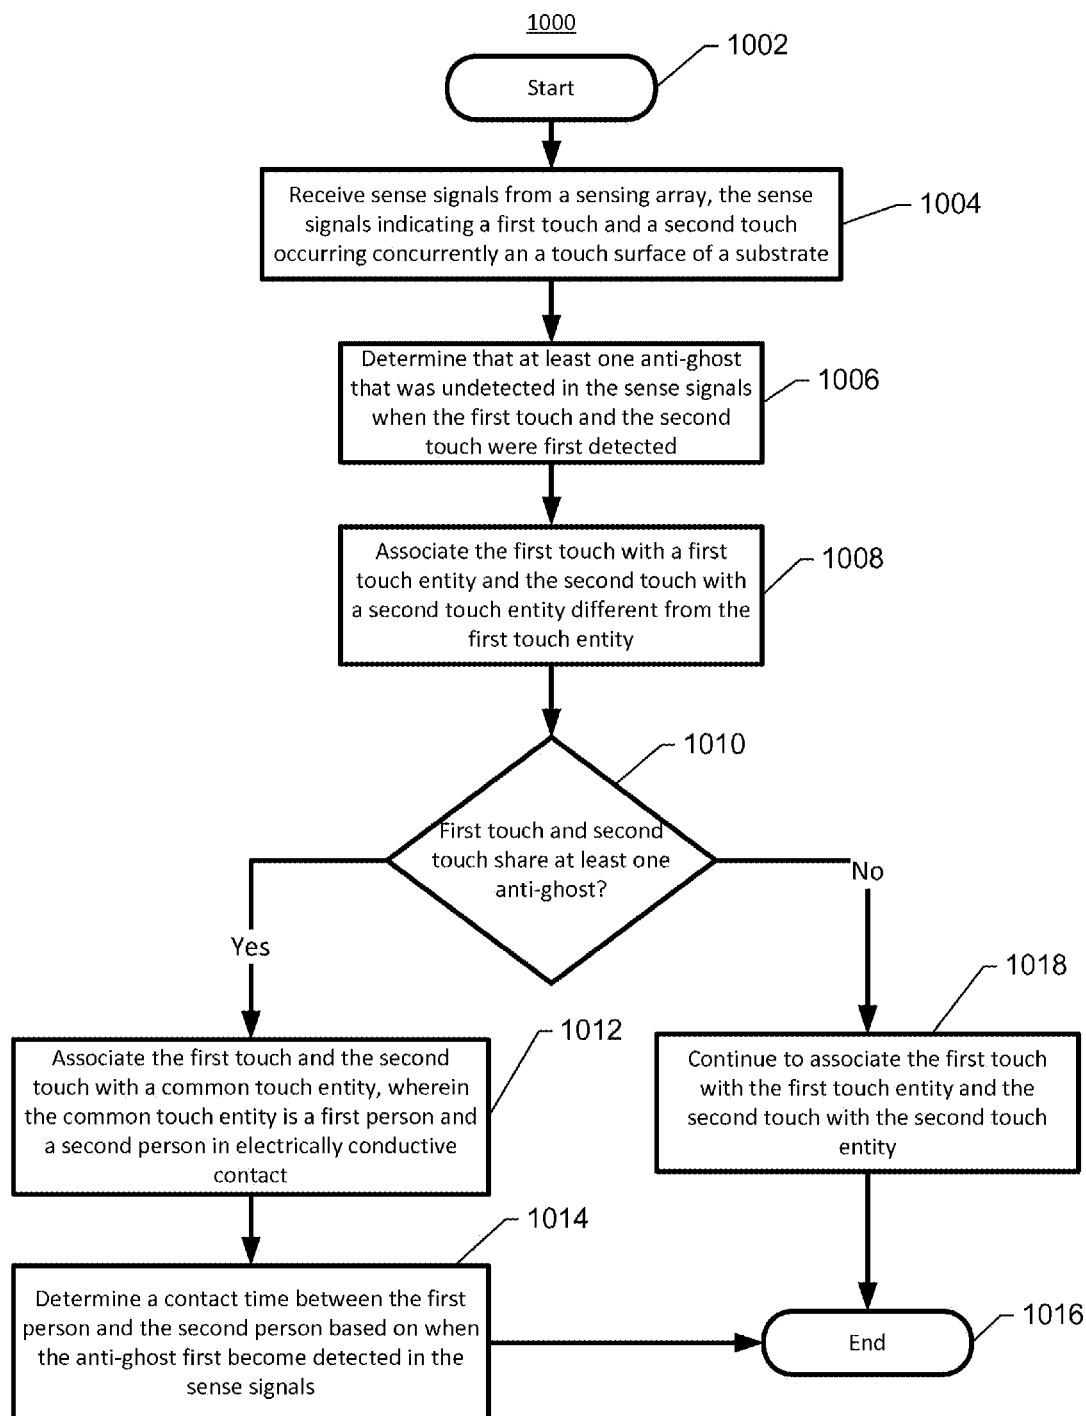 1000
1002
Start
Receive sense signals from a sensing array, the sense
signals indicating a first touch and a second touch
occurring concurrently an a touch surface of a substrate
1004
Determine that at least one anti-ghost
that was undetected in the sense signals
when the first touch and the second
touch were first detected
1006
Associate the first touch with a first
touch entity and the second touch with
a second touch entity different from the
first touch entity
1008
1010
First touch and second
touch share at least one
anti-ghost?
No
Yes
1018
1012
Associate the first touch and the second
touch with a common touch entity, wherein
the common touch entity is a first person and
a second person in electrically conductive
contact
Continue to associate the first touch
with the first touch entity and the
second touch with the second touch
entity
1014
Determine a contact time between the first
person and the second person based on when
the anti-ghost first become detected in the
sense signals
End
1016